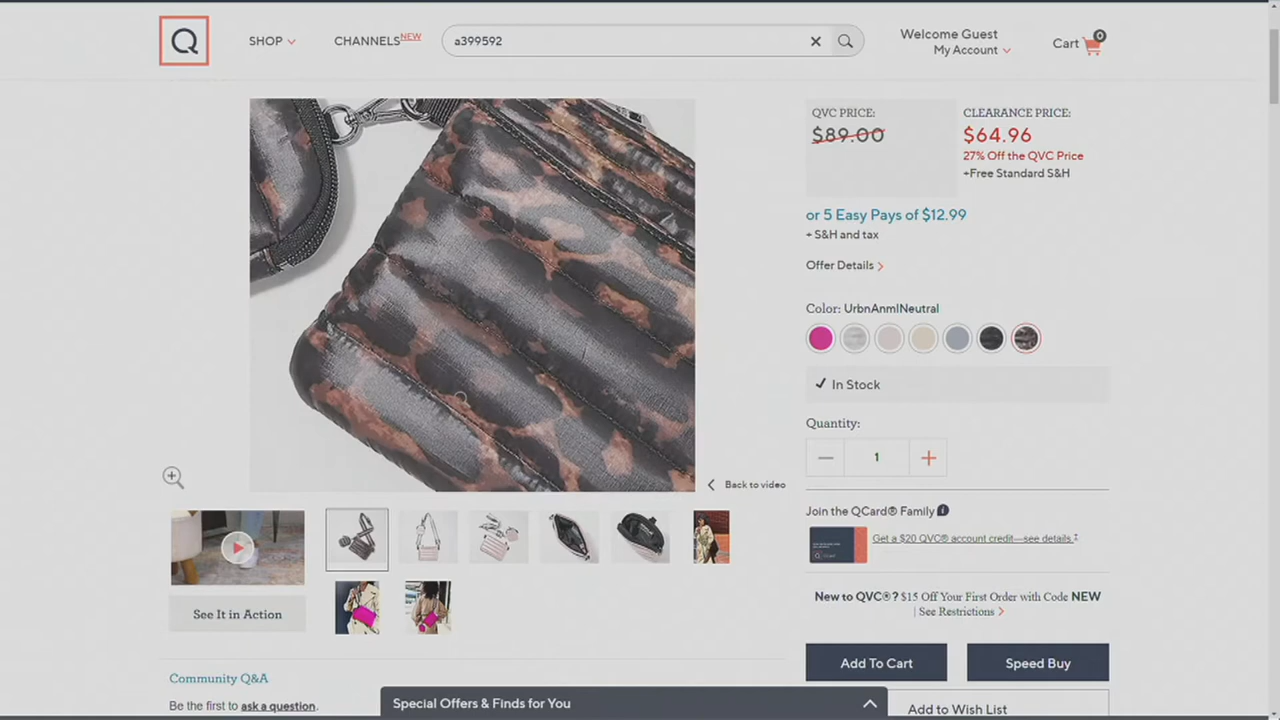 Q
SHOP
CHANNELS NEW
a399592
Welcome Guest
My Account
Cart
0
QVC PRICE:
$89.00
CLEARANCE PRICE:
$64.96
27% Off the QVC Price
+Free Standard S&H
or 5 Easy Pays of $12.99
+ S&H and tax
Offer Details
Color: UrbnAnmlNeutral
In Stock
Quantity:
1
Back to video
Join the QCard® Family
Get a $20 QVC® account credit—see details.‡
New to QVC®? $15 Off Your First Order with Code NEW
| See Restrictions
See It in Action
Add To Cart
Speed Buy
Community Q&A
Be the first to ask a question.
Special Offers & Finds for You
Add to Wish List